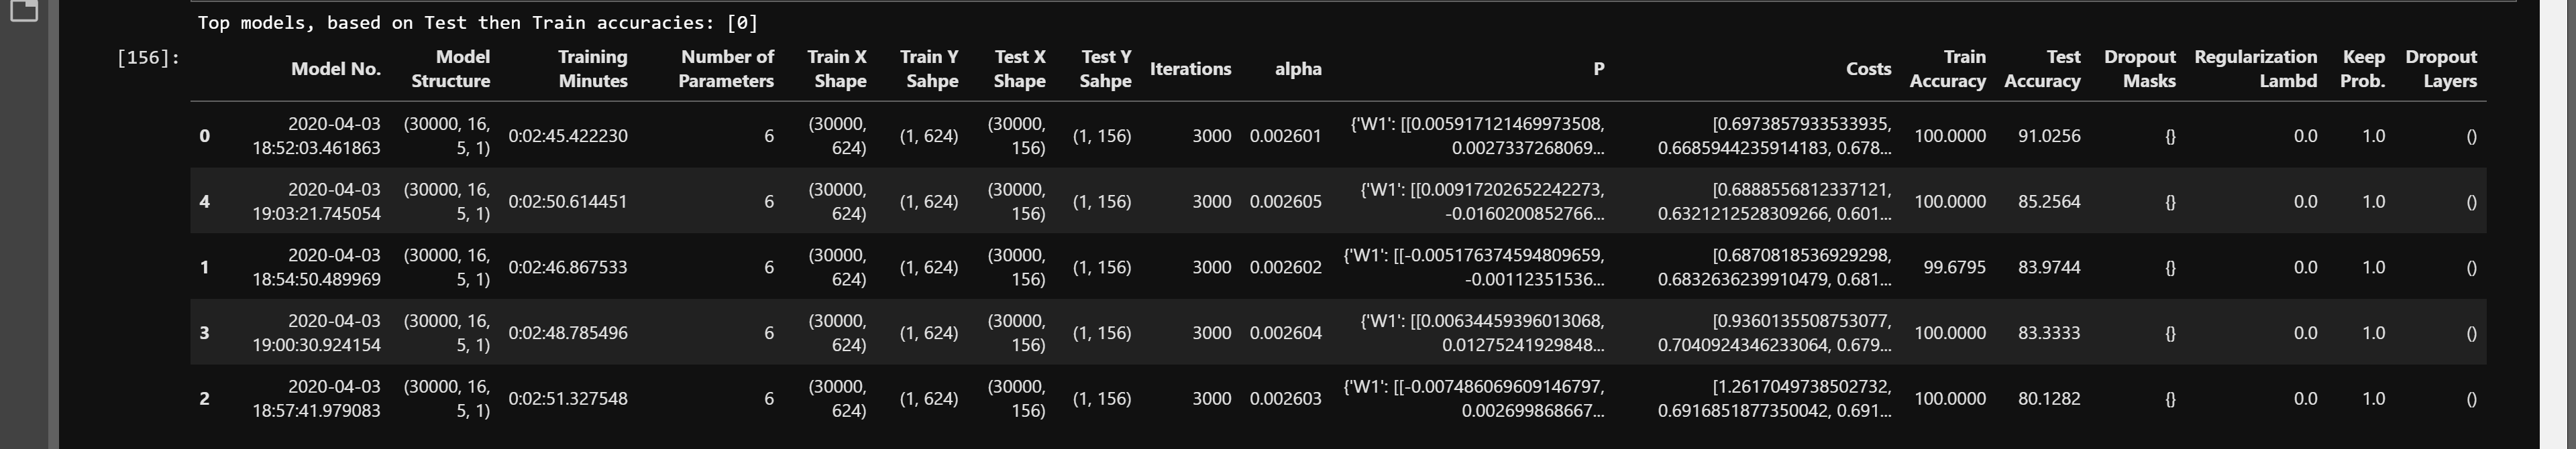 Top models, based on Test then Train accuracies: [0]
[156]:
Model No. Model Structure Training Minutes Number of Parameters Train X Shape Train Y Sahpe Test X Shape Test Y Sahpe Iterations alpha P Costs Train Accuracy Test Accuracy Dropout Masks Regularization Lambd Keep Prob. Dropout Layers
0 2020-04-03 18:52:03.461863 (30000, 16, 5, 1) 0:02:45.422230 6 (30000, 624) (1, 624) (30000, 156) (1, 156) 3000 0.002601 {'W1': [[0.005917121469973508, 0.0027337268069... [0.6973857933533935, 0.6685944235914183, 0.678... 100.0000 91.0256 {} 0.0 1.0 ()
4 2020-04-03 19:03:21.745054 (30000, 16, 5, 1) 0:02:50.614451 6 (30000, 624) (1, 624) (30000, 156) (1, 156) 3000 0.002605 {'W1': [[0.00917202652242273, -0.0160200852766... [0.6888556812337121, 0.6321212528309266, 0.601... 100.0000 85.2564 {} 0.0 1.0 ()
1 2020-04-03 18:54:50.489969 (30000, 16, 5, 1) 0:02:46.867533 6 (30000, 624) (1, 624) (30000, 156) (1, 156) 3000 0.002602 {'W1': [[-0.005176374594809659, -0.00112351536... [0.6870818536929298, 0.6832636239910479, 0.681... 99.6795 83.9744 {} 0.0 1.0 ()
3 2020-04-03 19:00:30.924154 (30000, 16, 5, 1) 0:02:48.785496 6 (30000, 624) (1, 624) (30000, 156) (1, 156) 3000 0.002604 {'W1': [[0.00634459396013068, 0.01275241929848... [0.9360135508753077, 0.7040924346233064, 0.679... 100.0000 83.3333 {} 0.0 1.0 ()
2 2020-04-03 18:57:41.979083 (30000, 16, 5, 1) 0:02:51.327548 6 (30000, 624) (1, 624) (30000, 156) (1, 156) 3000 0.002603 {'W1': [[-0.007486069609146797, 0.002699868667... [1.2617049738502732, 0.6916851877350042, 0.691... 100.0000 80.1282 {} 0.0 1.0 ()